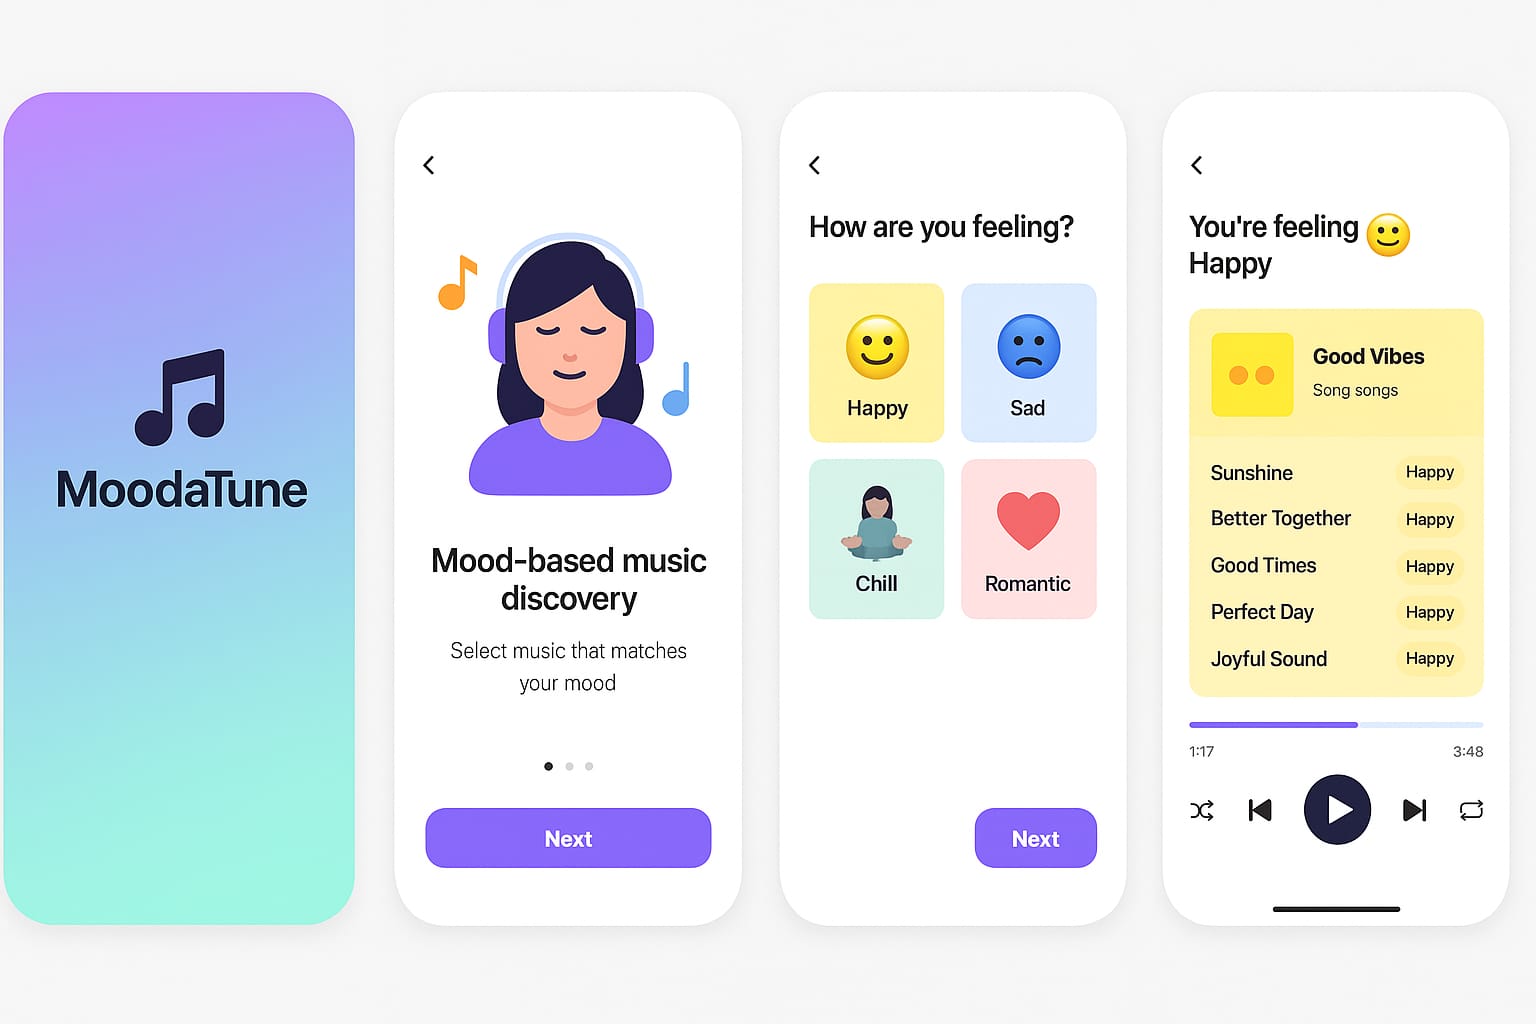 MoodaTune
Mood-based music
discovery
Select music that matches
your mood
Next
How are you feeling?
Happy
Sad
Chill
Romantic
Next
You're feeling
Happy
Good Vibes
Song songs
Sunshine Happy
Better Together Happy
Good Times Happy
Perfect Day Happy
Joyful Sound Happy
1:17 3:48